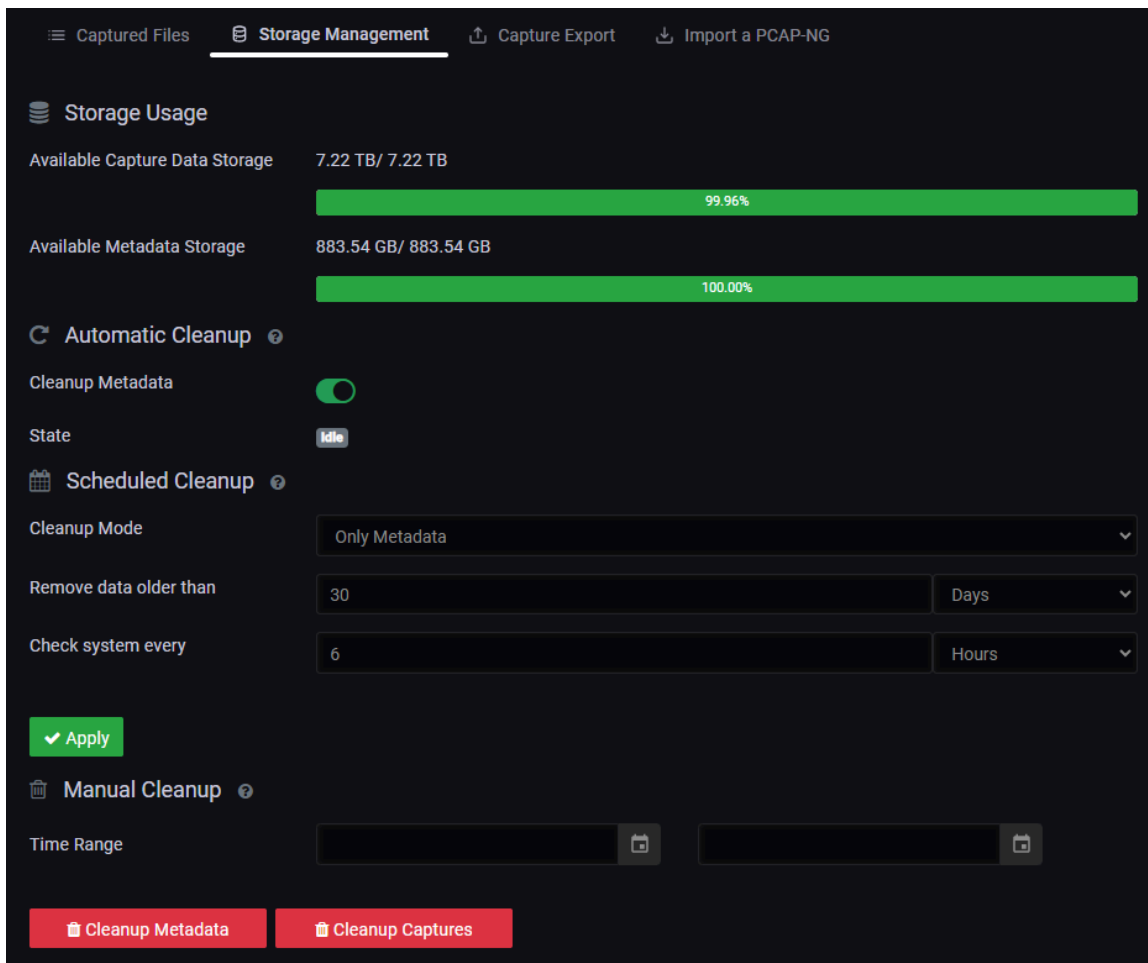 Captured Files Storage Management Capture Export Import a PCAP-NG
Storage Usage
Available Capture Data Storage 7.22 TB/ 7.22 TB
99.96%
Available Metadata Storage 883.54 GB/ 883.54 GB
100.00%
Automatic Cleanup ?
Cleanup Metadata
State Idle
Scheduled Cleanup ?
Cleanup Mode Only Metadata
Remove data older than 30 Days
Check system every 6 Hours
Apply
Manual Cleanup ?
Time Range
Cleanup Metadata Cleanup Captures